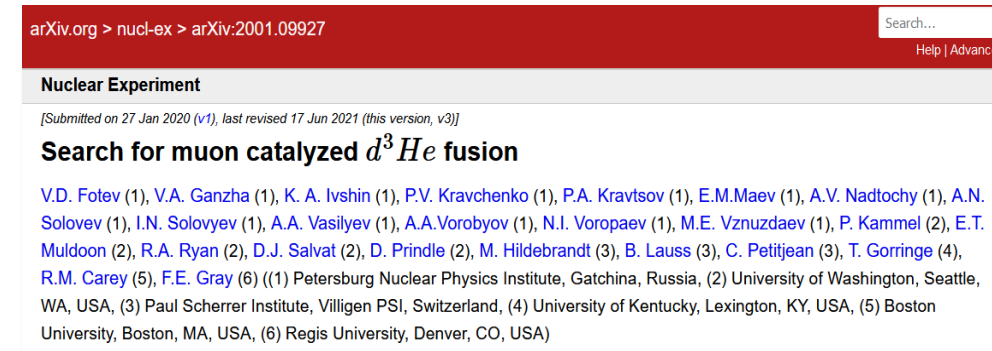 arXiv.org > nucl-ex > arXiv:2001.09927
Search...
Help | Advanc
Nuclear Experiment
[Submitted on 27 Jan 2020 (v1), last revised 17 Jun 2021 (this version, v3)]
Search for muon catalyzed d³He fusion
V.D. Fotev (1), V.A. Ganzha (1), K. A. Ivshin (1), P.V. Kravchenko (1), P.A. Kravtsov (1), E.M.Maev (1), A.V. Nadtochy (1), A.N.
Solovev (1), I.N. Solovyev (1), A.A. Vasilyev (1), A.A.Vorobyov (1), N.I. Voropaev (1), M.E. Vznuzdaev (1), P. Kammel (2), E.T.
Muldoon (2), R.A. Ryan (2), D.J. Salvat (2), D. Prindle (2), M. Hildebrandt (3), B. Lauss (3), C. Petitjean (3), T. Gorringe (4),
R.M. Carey (5), F.E. Gray (6) ((1) Petersburg Nuclear Physics Institute, Gatchina, Russia, (2) University of Washington, Seattle,
WA, USA, (3) Paul Scherrer Institute, Villigen PSI, Switzerland, (4) University of Kentucky, Lexington, KY, USA, (5) Boston
University, Boston, MA, USA, (6) Regis University, Denver, CO, USA)